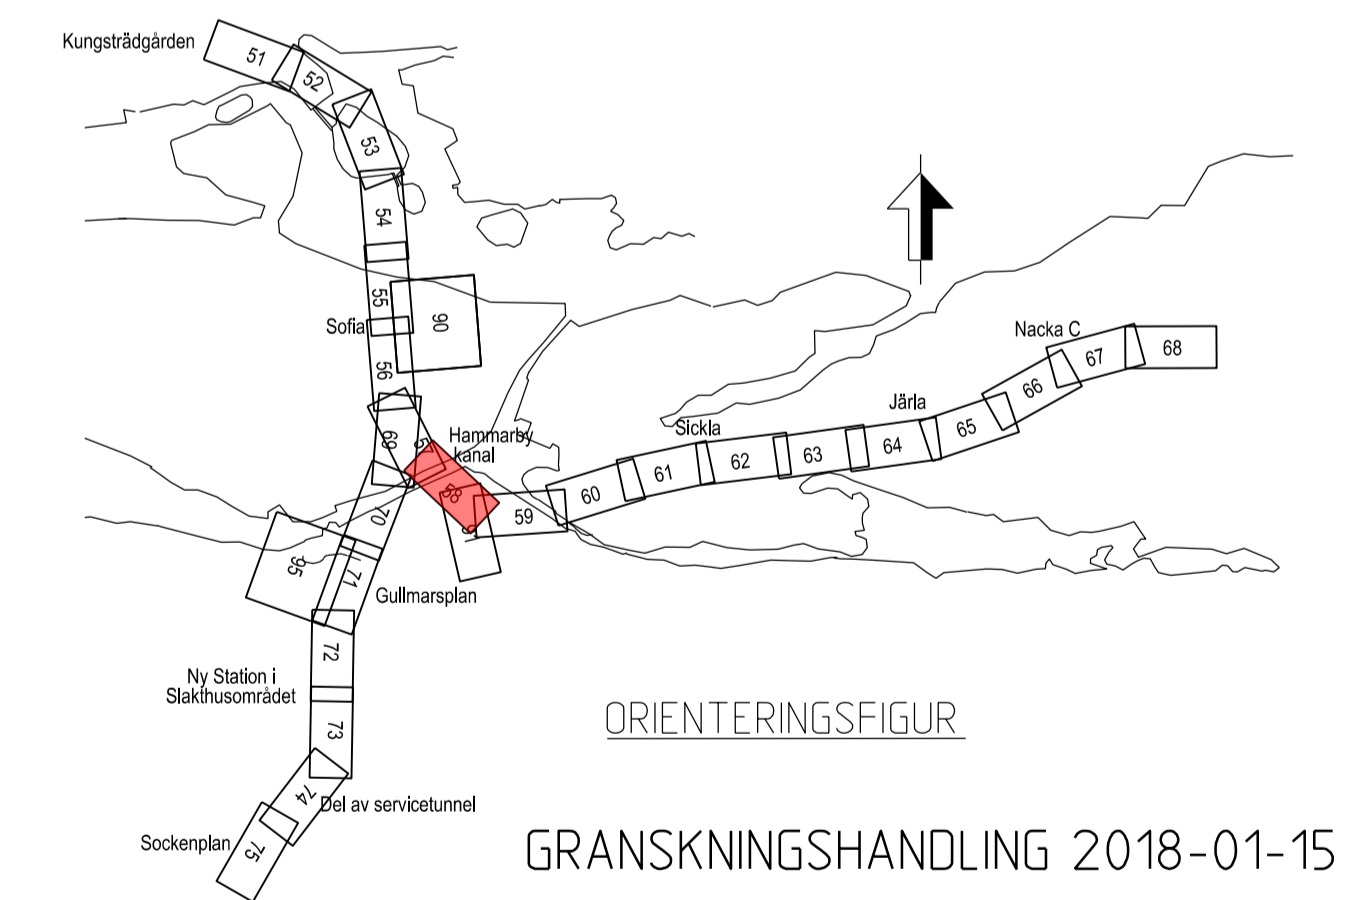 Kungsträdgården
51
52
53
54
55
Sofia
90
56
69
57
Hammarby
kanal
58
59
60
61
Sickla
62
63
Järla
64
65
66
Nacka C
67
68
70
95
71
Gullmarsplan
72
Ny Station i
Slakthusområdet
73
74
Del av servicetunnel
Sockenplan
75
ORIENTERINGSFIGUR
GRANSKNINGSHANDLING 2018-01-15